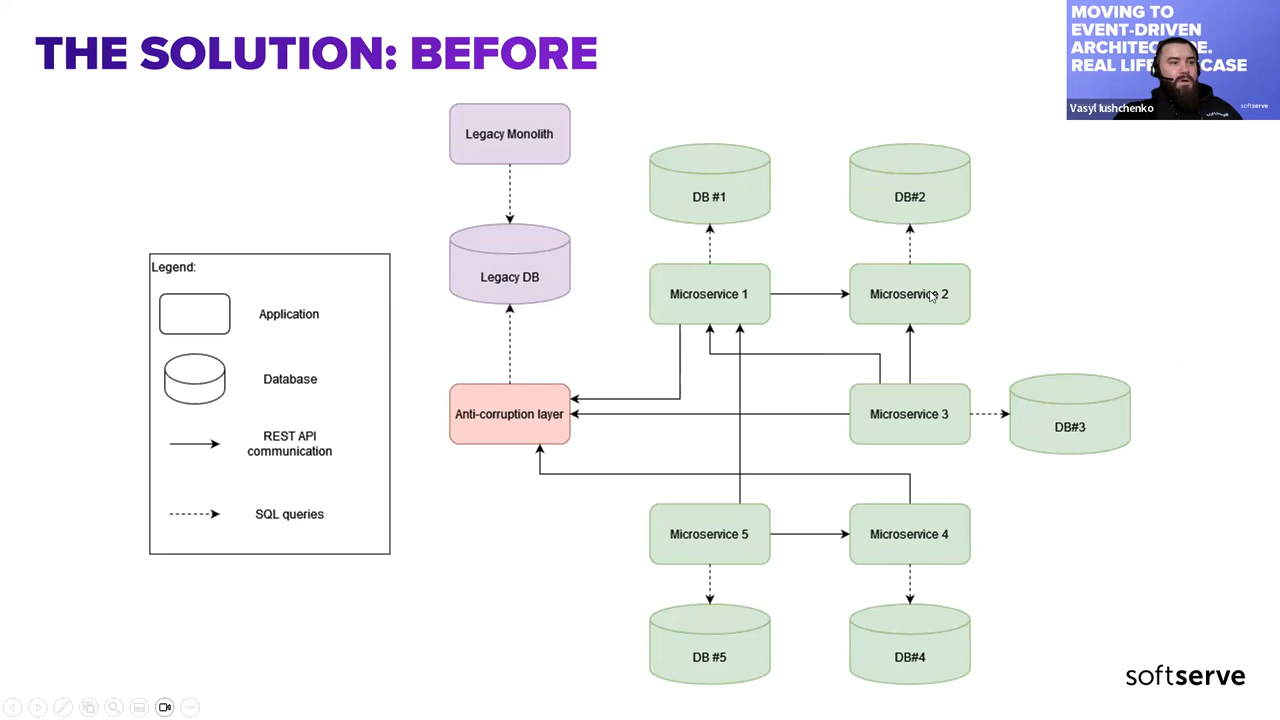 THE SOLUTION: BEFORE
MOVING TO
EVENT-DRIVEN
REAL LIFE CASE
Vasyl Iushchenko
softserve
softserve
Legacy Monolith
DB #1
DB#2
Legacy DB
Microservice 1
Microservice 2
Legend:
Application
Database
REST API
communication
SQL queries
Anti-corruption layer
Microservice 3
DB#3
Microservice 5
Microservice 4
DB #5
DB#4
softserve